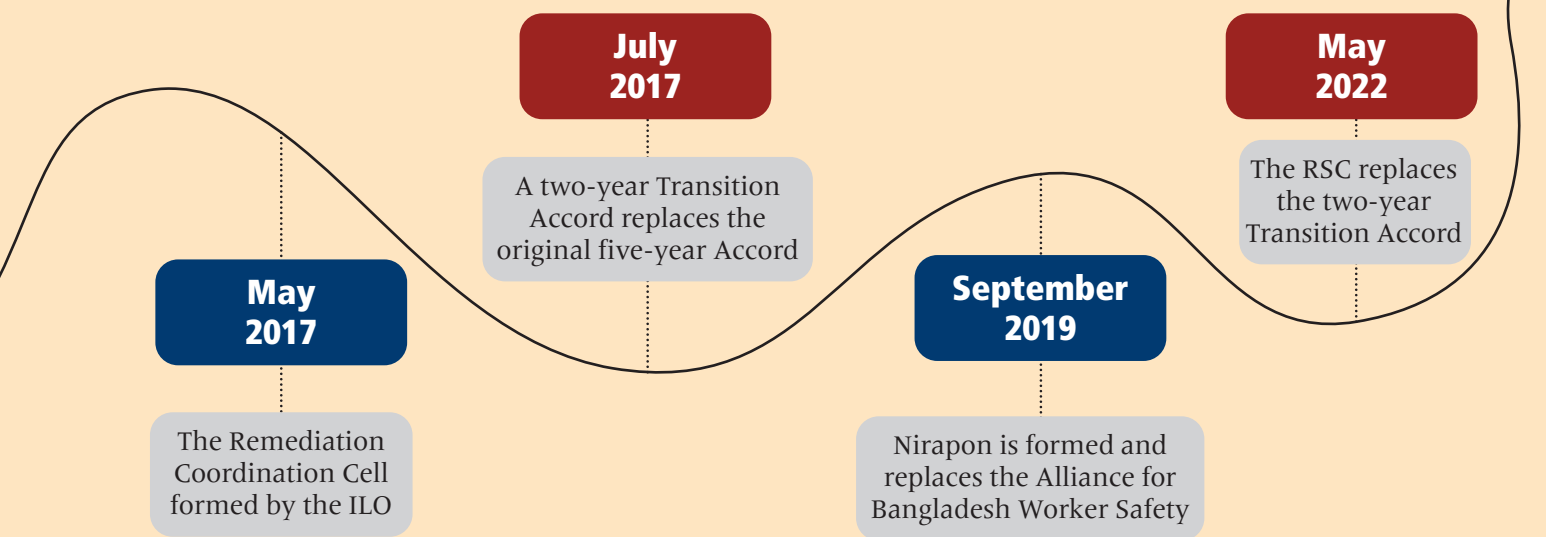 May
2017
The Remediation
Coordination Cell
formed by the ILO
July
2017
A two-year Transition
Accord replaces the
original five-year Accord
September
2019
Nirapon is formed and
replaces the Alliance for
Bangladesh Worker Safety
May
2022
The RSC replaces
the two-year
Transition Accord